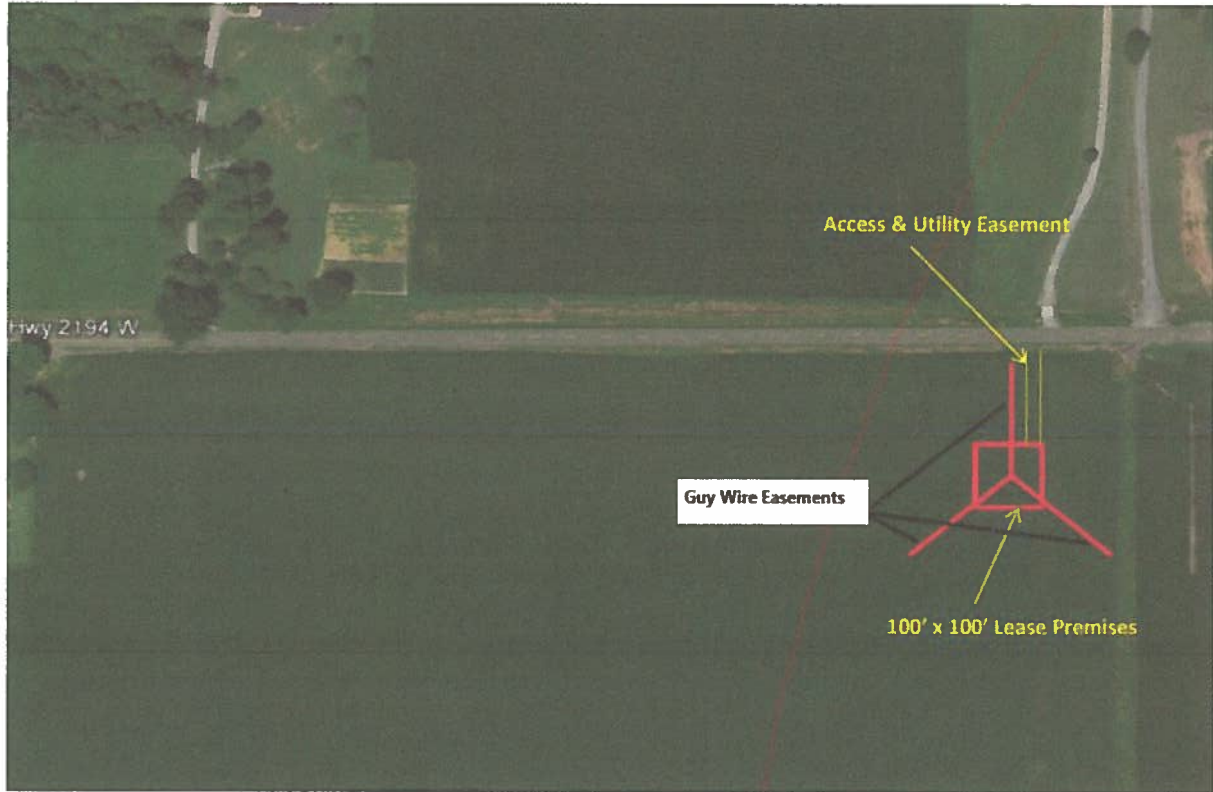 Access & Utility Easement
Hwy 2194 W
Guy Wire Easements
100' x 100' Lease Premises